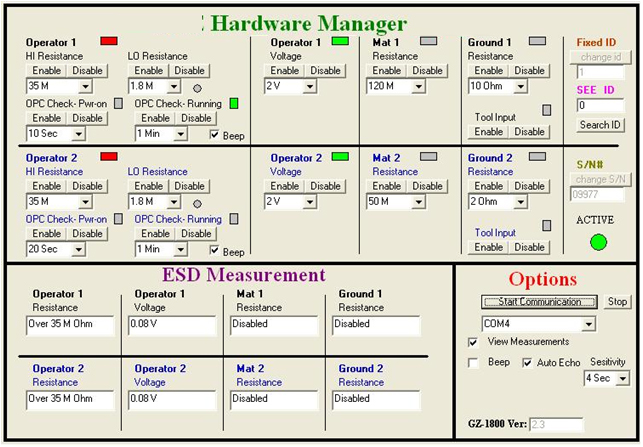 Hardware Manager
Operator 1 Operator 1 Mat 1 Ground 1 Fixed ID
HI Resistance LO Resistance Voltage Resistance Resistance change id
Enable Disable Enable Disable Enable Disable Enable Disable Enable Disable 1
35 M 1.8 M 2 V 120 M 10 Ohm SEE ID
OPC Check- Pwr-on OPC Check - Running 0
Enable Disable Enable Disable Tool Input Search ID
10 Sec 1 Min Beep Enable Disable
Operator 2 Operator 2 Mat 2 Ground 2 S/N#
HI Resistance LO Resistance Voltage Resistance Resistance change S/N
Enable Disable Enable Disable Enable Disable Enable Disable Enable Disable 09977
35 M 1.8 M 2 V 50 M 2 Ohm
OPC Check- Pwr-on OPC Check - Running ACTIVE
Enable Disable Enable Disable Tool Input
20 Sec 1 Min Beep Enable Disable
ESD Measurement
Operator 1 Operator 1 Mat 1 Ground 1
Resistance Voltage Resistance Resistance
Over 35 M Ohm 0.08 V Disabled Disabled
Operator 2 Operator 2 Mat 2 Ground 2
Resistance Voltage Resistance Resistance
Over 35 M Ohm 0.08 V Disabled Disabled
Options
Start Communication Stop
COM4
View Measurements
Beep Auto Echo Sesitivity
4 Sec
GZ-1800 Ver: 2.3